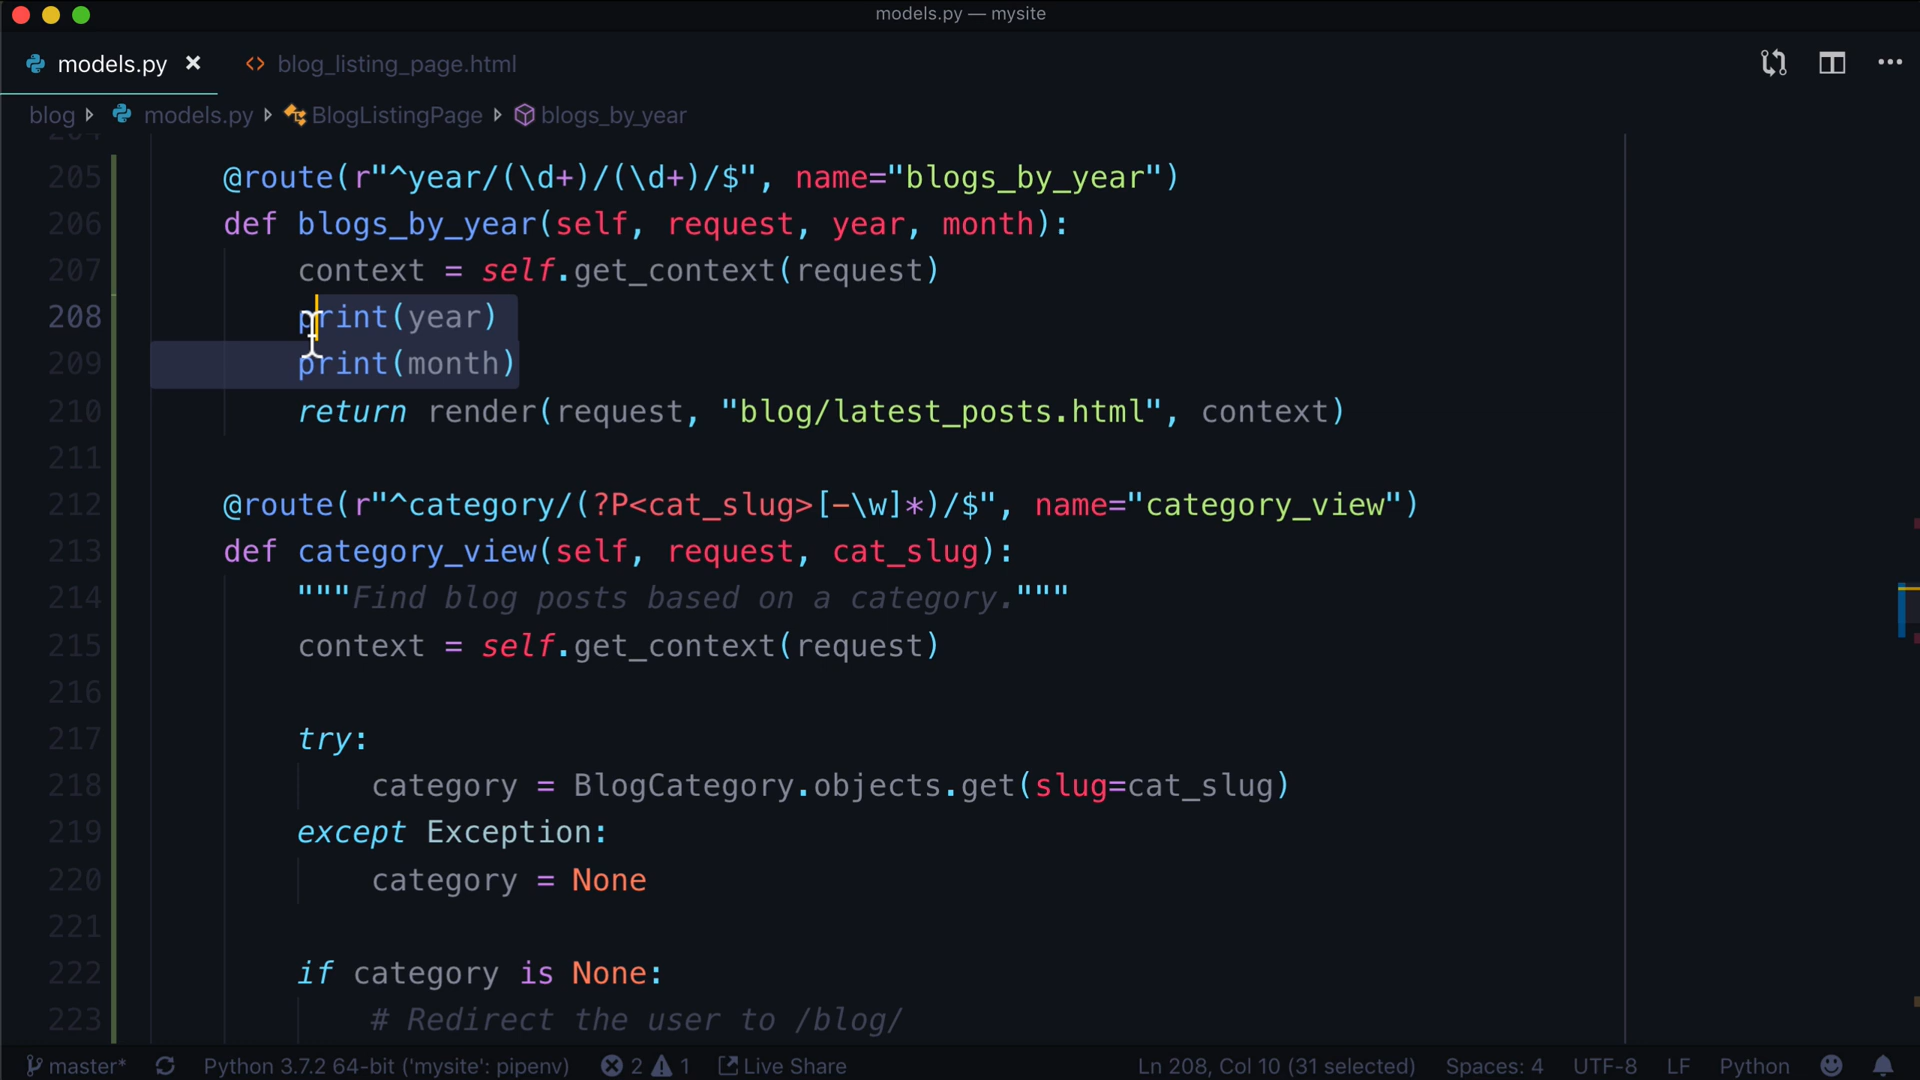 models.py — mysite
models.py × <> blog_listing_page.html
blog models.py BlogListingPage blogs_by_year
204
205 @route(r"^year/(\d+)/(\d+)/$", name="blogs_by_year")
206 def blogs_by_year(self, request, year, month):
207 context = self.get_context(request)
208 print(year)
209 print(month)
210 return render(request, "blog/latest_posts.html", context)
211
212 @route(r"^category/(?P<cat_slug>[-\w]*)/$", name="category_view")
213 def category_view(self, request, cat_slug):
214 """Find blog posts based on a category."""
215 context = self.get_context(request)
216
217 try:
218 category = BlogCategory.objects.get(slug=cat_slug)
219 except Exception:
220 category = None
221
222 if category is None:
223 # Redirect the user to /blog/
master* Python 3.7.2 64-bit ('mysite': pipenv) 2 1 Live Share Ln 208, Col 10 (31 selected) Spaces: 4 UTF-8 LF Python